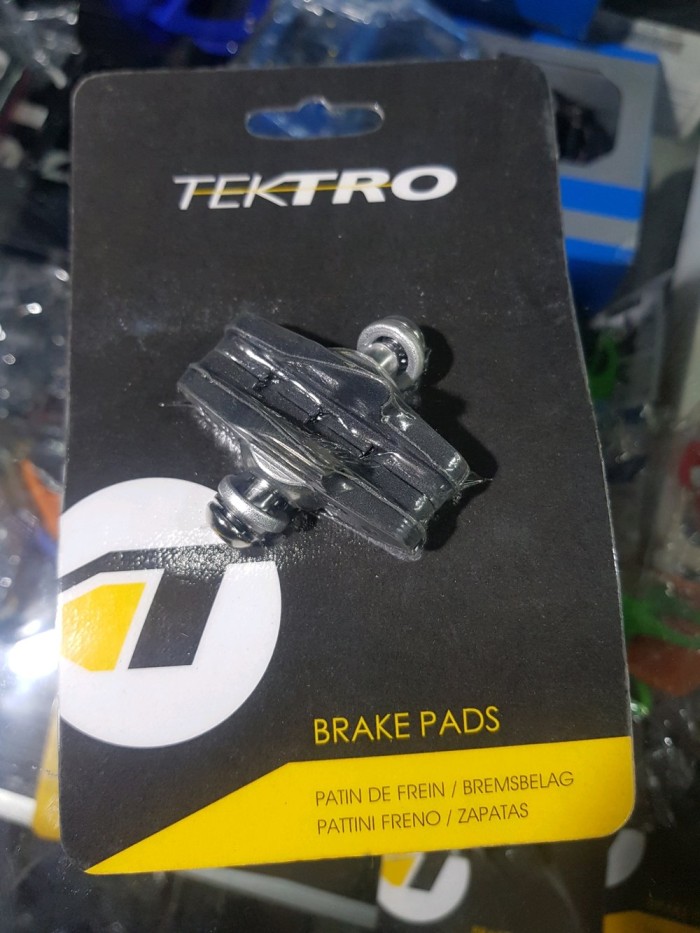 TEKTRO
BRAKE PADS
PATIN DE FREIN / BREMSBELAG
PATTINI FRENO / ZAPATAS